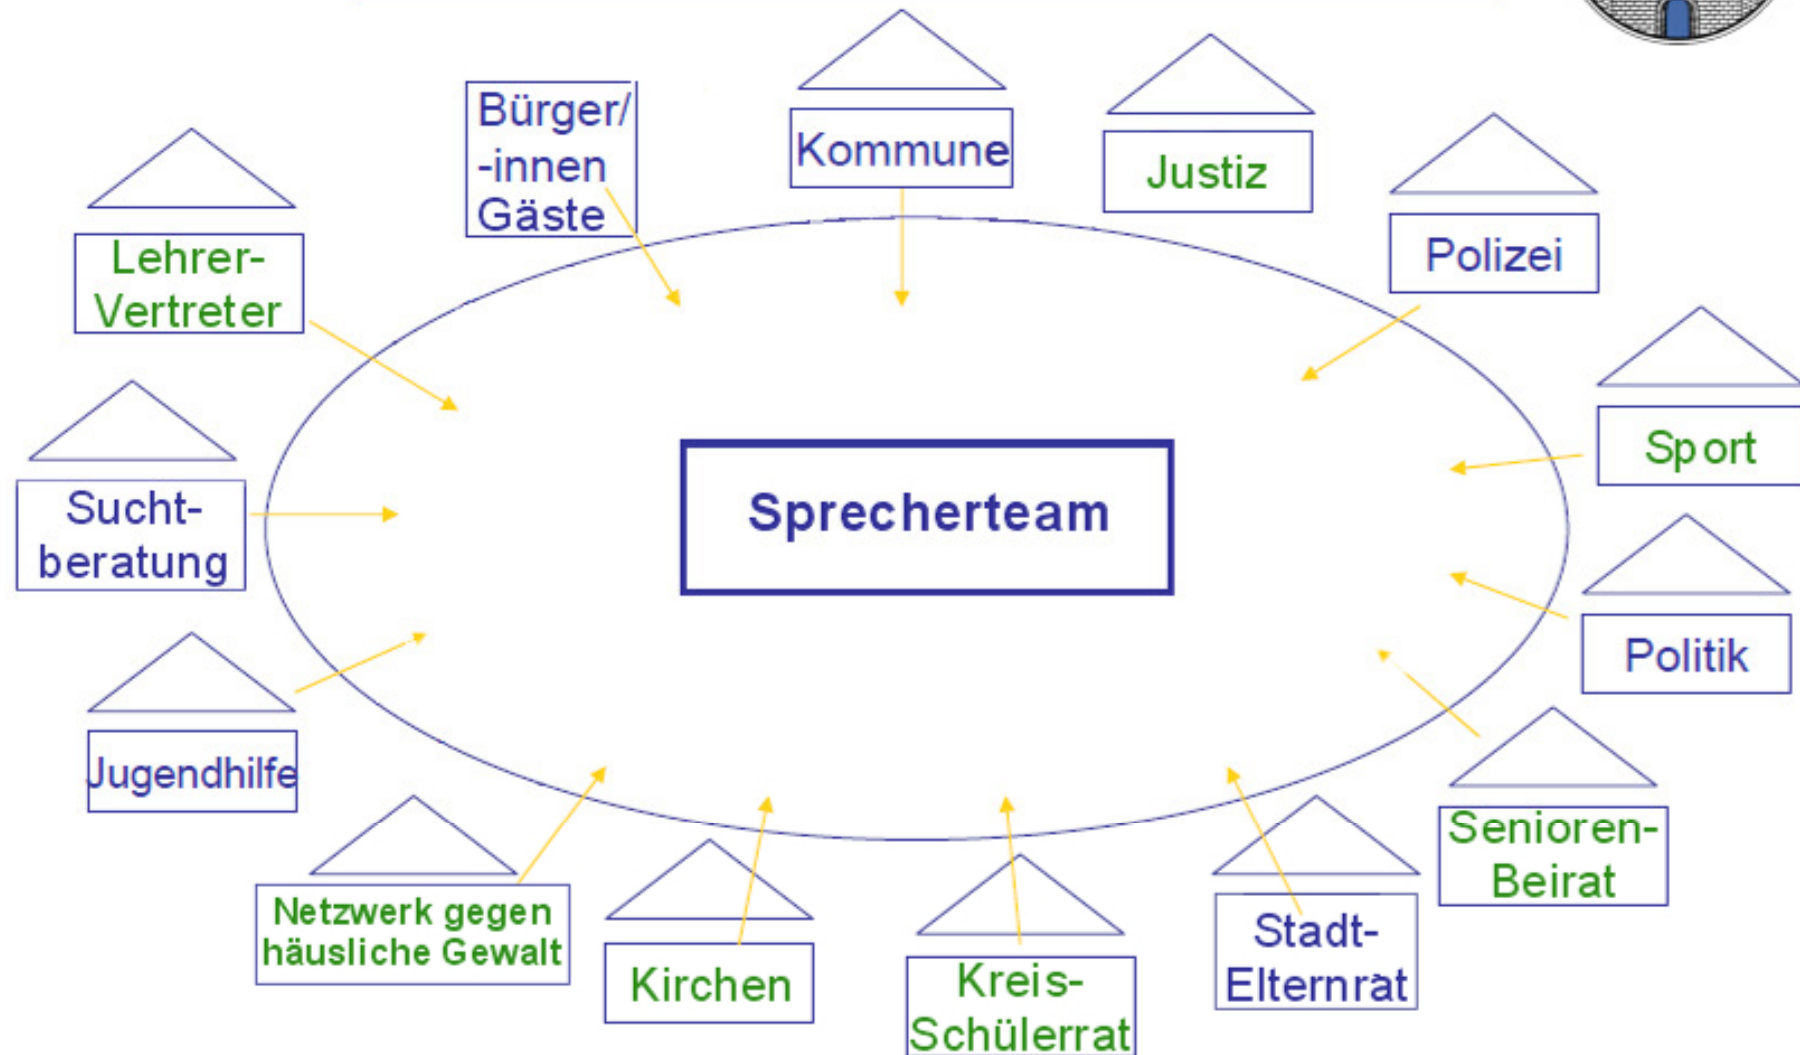 Bürger/
-innen
Gäste
Kommune
Justiz
Polizei
Lehrer-
Vertreter
Sport
Sucht-
beratung
Sprecherteam
Politik
Jugendhilfe
Senioren-
Beirat
Netzwerk gegen
häusliche Gewalt
Kirchen
Kreis-
Schülerrat
Stadt-
Elternrat